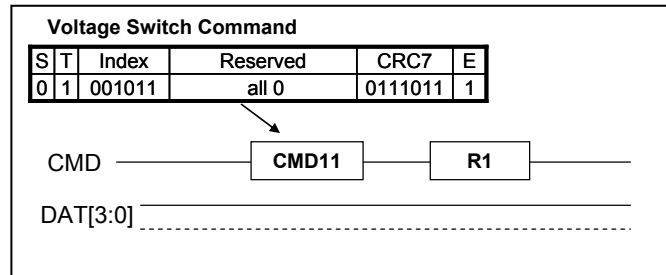 Voltage Switch Command
S T Index Reserved CRC7 E
0 1 001011 all 0 0111011 1
CMD CMD11 R1
DAT[3:0]